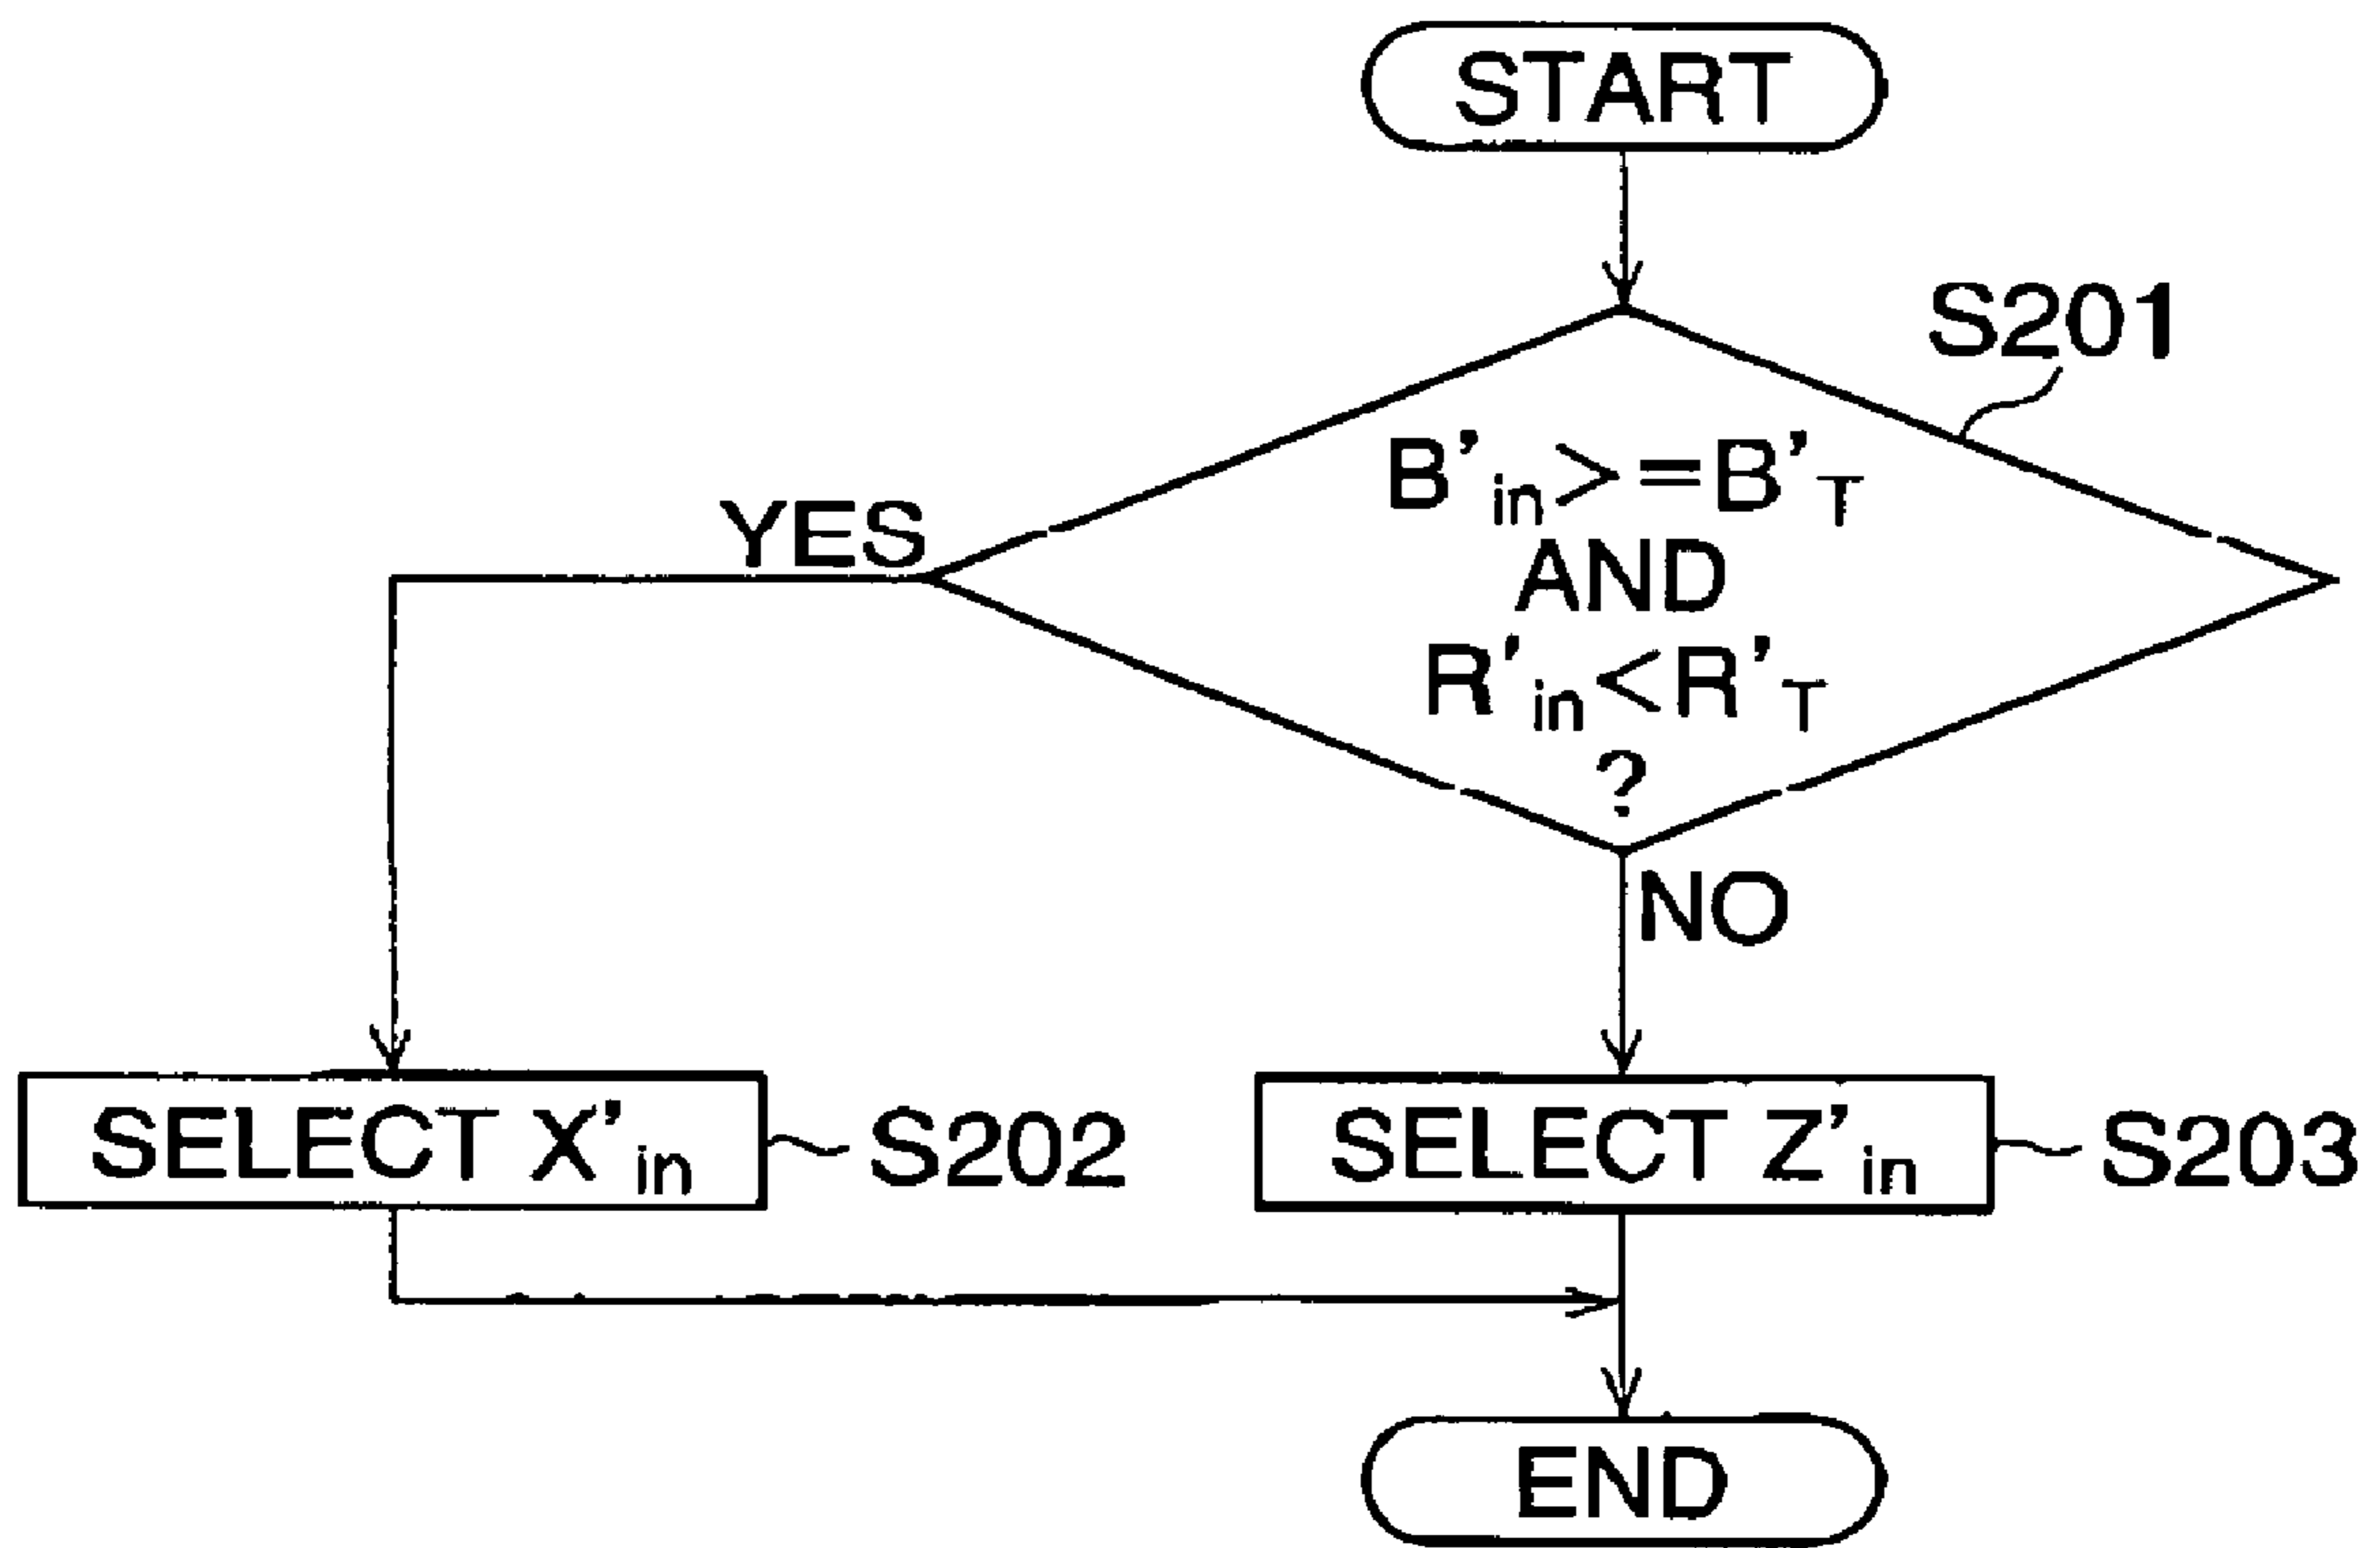 START
S201
B'in>=B'T
AND
R'in<R'T
?
YES
NO
SELECT X'in
S202
SELECT Z'in
S203
END